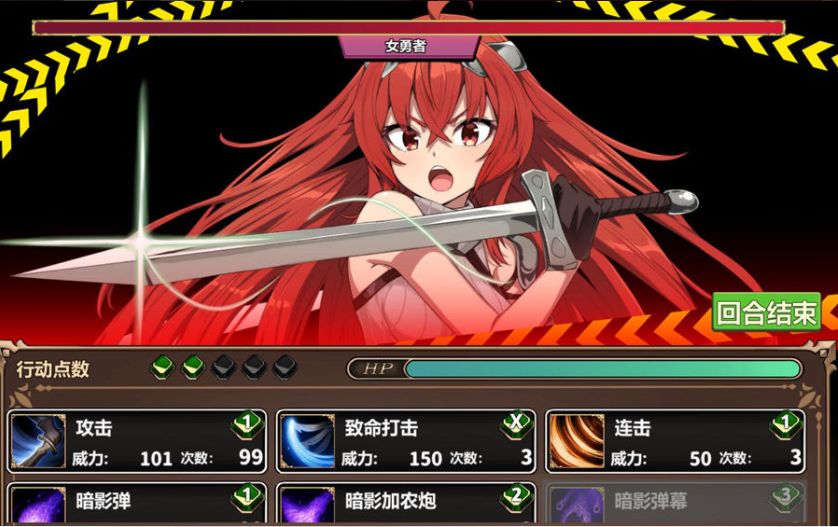 女勇者
回合结束
行动点数 HP
攻击 1 致命打击 X 连击 1
威力: 101 次数: 99 威力: 150 次数: 3 威力: 50 次数: 3
暗影弹 1 暗影加农炮 2 暗影弹幕 3